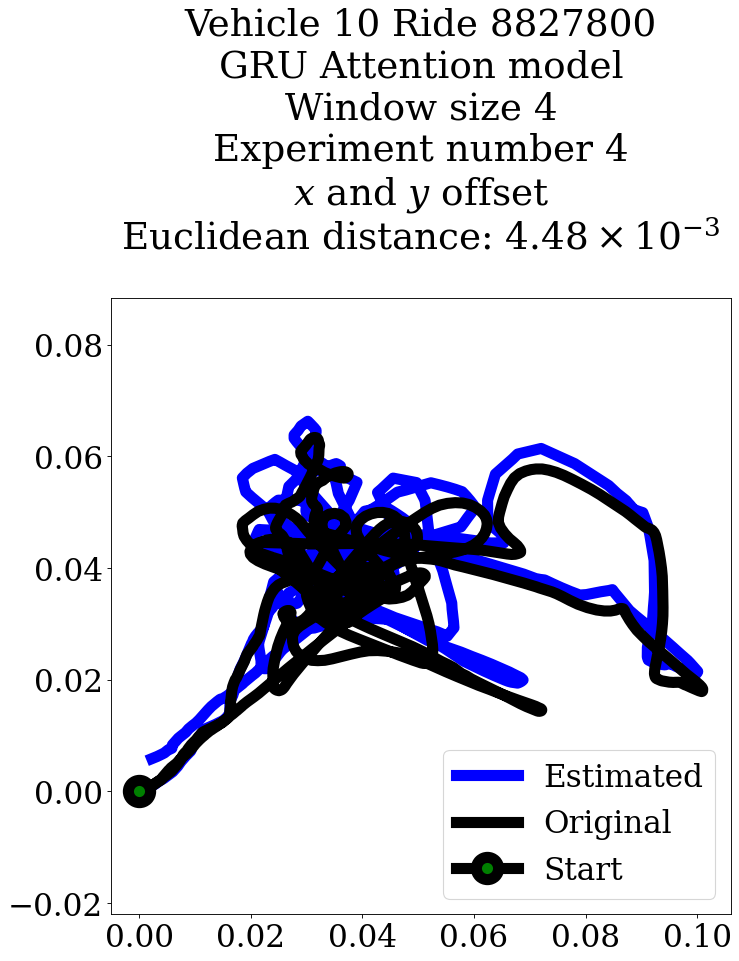 Vehicle 10 Ride 8827800
GRU Attention model
Window size 4
Experiment number 4
x and y offset
Euclidean distance: 4.48 × 10⁻³
0.08
0.06
0.04
0.02
0.00
−0.02
Estimated
Original
Start
0.00 0.02 0.04 0.06 0.08 0.10